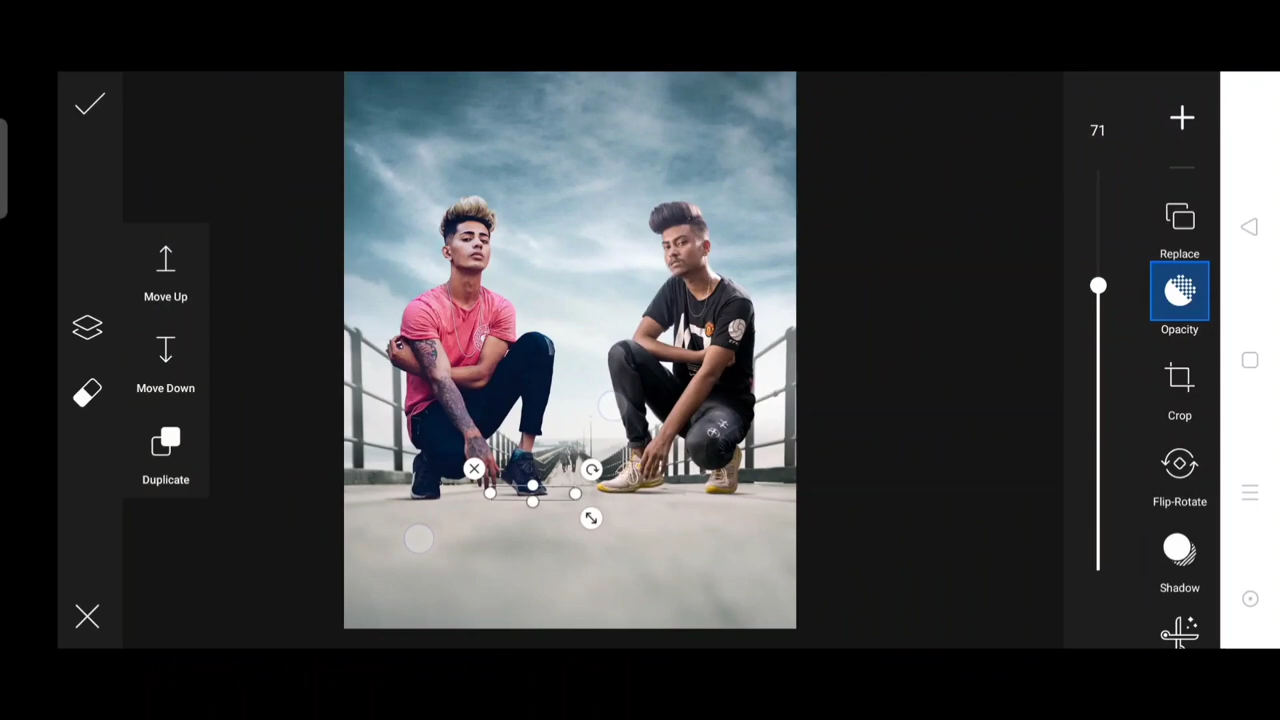 71
Move Up
Move Down
Duplicate
Replace
Opacity
Crop
Flip-Rotate
Shadow